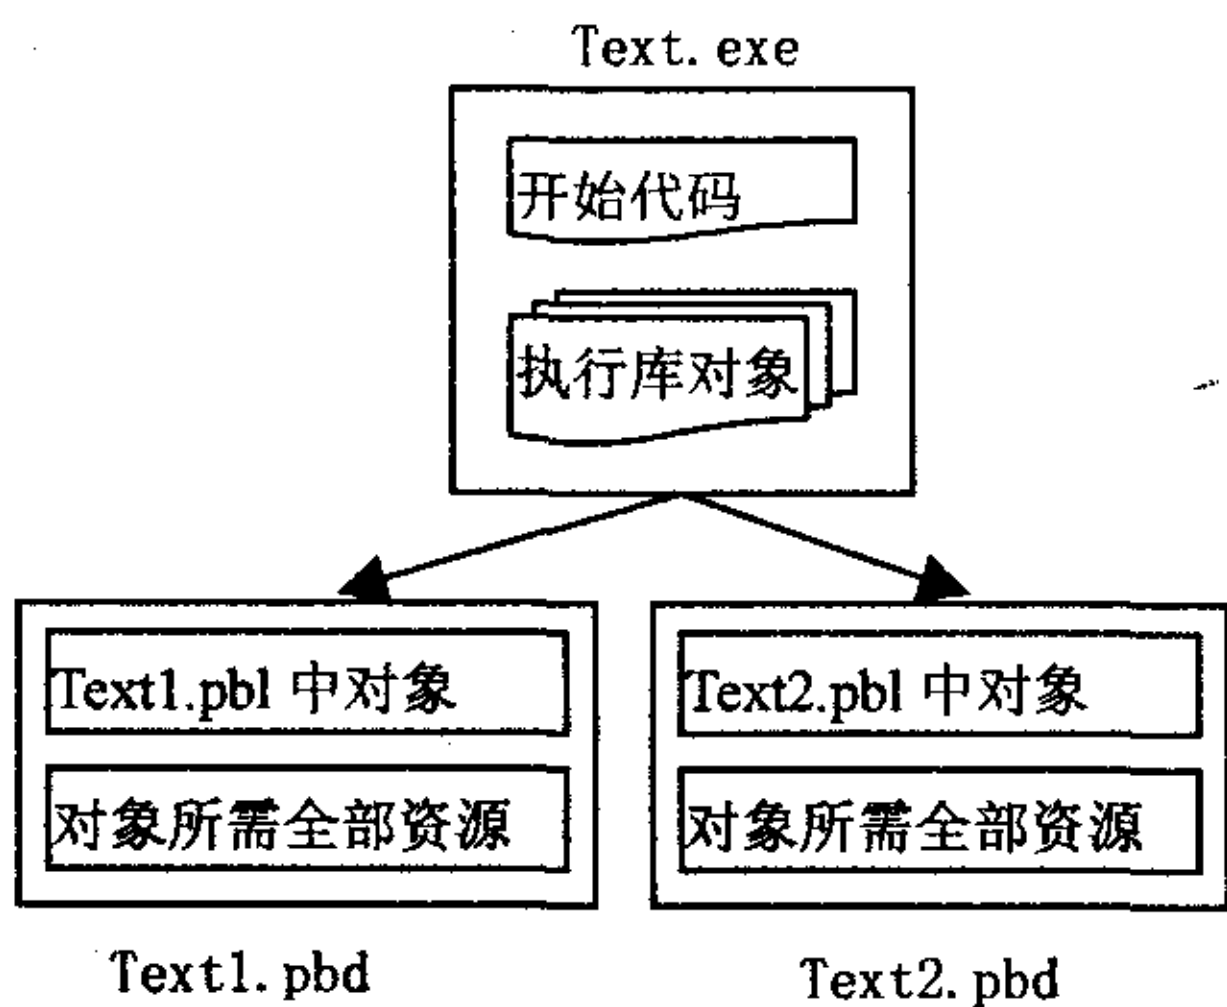 Text.exe
开始代码
执行库对象
Text1.pbl 中对象
对象所需全部资源
Text1.pbd
Text2.pbl 中对象
对象所需全部资源
Text2.pbd